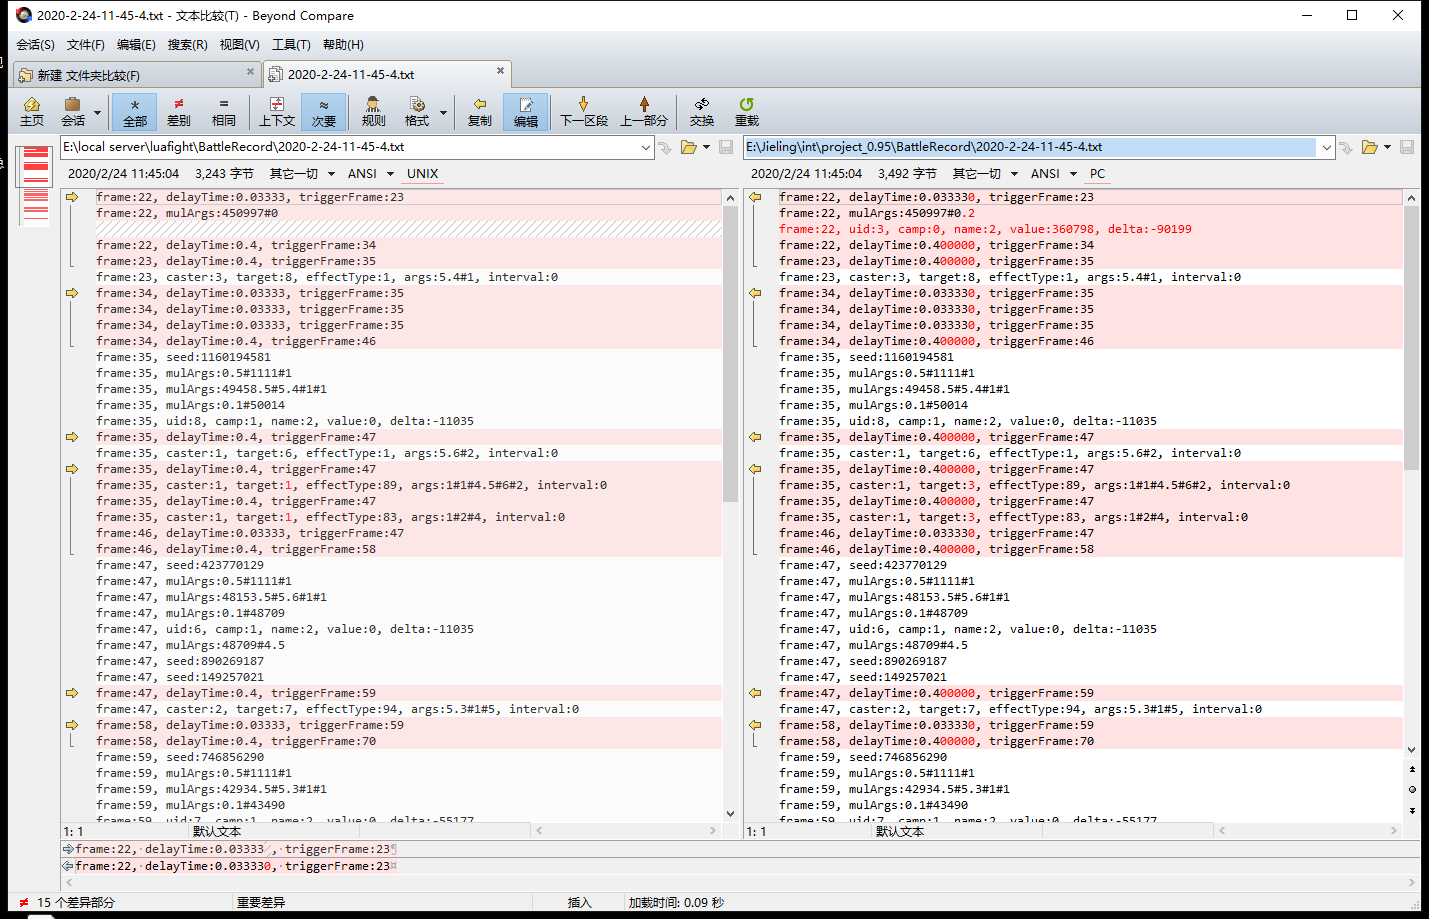 2020-2-24-11-45-4.txt - 文本比较(T) - Beyond Compare
会话(S) 文件(F) 编辑(E) 搜索(R) 视图(V) 工具(T) 帮助(H)
新建 文件夹比较(F) 2020-2-24-11-45-4.txt
主页 会话 全部 差别 相同 上下文 次要 规则 格式 复制 编辑 下一区段 上一部分 交换 重载
E:\local server\luafight\BattleRecord\2020-2-24-11-45-4.txt
2020/2/24 11:45:04 3,243 字节 其它一切 ANSI UNIX
frame:22, delayTime:0.03333, triggerFrame:23
frame:22, mulArgs:450997#0
frame:22, delayTime:0.4, triggerFrame:34
frame:23, delayTime:0.4, triggerFrame:35
frame:23, caster:3, target:8, effectType:1, args:5.4#1, interval:0
frame:34, delayTime:0.03333, triggerFrame:35
frame:34, delayTime:0.03333, triggerFrame:35
frame:34, delayTime:0.03333, triggerFrame:35
frame:34, delayTime:0.4, triggerFrame:46
frame:35, seed:1160194581
frame:35, mulArgs:0.5#1111#1
frame:35, mulArgs:49458.5#5.4#1#1
frame:35, mulArgs:0.1#50014
frame:35, uid:8, camp:1, name:2, value:0, delta:-11035
frame:35, delayTime:0.4, triggerFrame:47
frame:35, caster:1, target:6, effectType:1, args:5.6#2, interval:0
frame:35, delayTime:0.4, triggerFrame:47
frame:35, caster:1, target:1, effectType:89, args:1#1#4.5#6#2, interval:0
frame:35, delayTime:0.4, triggerFrame:47
frame:35, caster:1, target:1, effectType:83, args:1#2#4, interval:0
frame:46, delayTime:0.03333, triggerFrame:47
frame:46, delayTime:0.4, triggerFrame:58
frame:47, seed:423770129
frame:47, mulArgs:0.5#1111#1
frame:47, mulArgs:48153.5#5.6#1#1
frame:47, mulArgs:0.1#48709
frame:47, uid:6, camp:1, name:2, value:0, delta:-11035
frame:47, mulArgs:48709#4.5
frame:47, seed:890269187
frame:47, seed:149257021
frame:47, delayTime:0.4, triggerFrame:59
frame:47, caster:2, target:7, effectType:94, args:5.3#1#5, interval:0
frame:58, delayTime:0.03333, triggerFrame:59
frame:58, delayTime:0.4, triggerFrame:70
frame:59, seed:746856290
frame:59, mulArgs:0.5#1111#1
frame:59, mulArgs:42934.5#5.3#1#1
frame:59, mulArgs:0.1#43490
frame:59, uid:7, camp:1, name:2, value:0, delta:-55177
1: 1 默认文本
E:\Jieling\int\project_0.95\BattleRecord\2020-2-24-11-45-4.txt
2020/2/24 11:45:04 3,492 字节 其它一切 ANSI PC
frame:22, delayTime:0.033330, triggerFrame:23
frame:22, mulArgs:450997#0.2
frame:22, uid:3, camp:0, name:2, value:360798, delta:-90199
frame:22, delayTime:0.400000, triggerFrame:34
frame:23, delayTime:0.400000, triggerFrame:35
frame:23, caster:3, target:8, effectType:1, args:5.4#1, interval:0
frame:34, delayTime:0.033330, triggerFrame:35
frame:34, delayTime:0.033330, triggerFrame:35
frame:34, delayTime:0.033330, triggerFrame:35
frame:34, delayTime:0.400000, triggerFrame:46
frame:35, seed:1160194581
frame:35, mulArgs:0.5#1111#1
frame:35, mulArgs:49458.5#5.4#1#1
frame:35, mulArgs:0.1#50014
frame:35, uid:8, camp:1, name:2, value:0, delta:-11035
frame:35, delayTime:0.400000, triggerFrame:47
frame:35, caster:1, target:6, effectType:1, args:5.6#2, interval:0
frame:35, delayTime:0.400000, triggerFrame:47
frame:35, caster:1, target:3, effectType:89, args:1#1#4.5#6#2, interval:0
frame:35, delayTime:0.400000, triggerFrame:47
frame:35, caster:1, target:3, effectType:83, args:1#2#4, interval:0
frame:46, delayTime:0.033330, triggerFrame:47
frame:46, delayTime:0.400000, triggerFrame:58
frame:47, seed:423770129
frame:47, mulArgs:0.5#1111#1
frame:47, mulArgs:48153.5#5.6#1#1
frame:47, mulArgs:0.1#48709
frame:47, uid:6, camp:1, name:2, value:0, delta:-11035
frame:47, mulArgs:48709#4.5
frame:47, seed:890269187
frame:47, seed:149257021
frame:47, delayTime:0.400000, triggerFrame:59
frame:47, caster:2, target:7, effectType:94, args:5.3#1#5, interval:0
frame:58, delayTime:0.033330, triggerFrame:59
frame:58, delayTime:0.400000, triggerFrame:70
frame:59, seed:746856290
frame:59, mulArgs:0.5#1111#1
frame:59, mulArgs:42934.5#5.3#1#1
frame:59, mulArgs:0.1#43490
frame:59, uid:7, camp:1, name:2, value:0, delta:-55177
1: 1 默认文本
frame:22, delayTime:0.03333, triggerFrame:23¶
frame:22, delayTime:0.033330, triggerFrame:23¤
15 个差异部分 重要差异 插入 加载时间: 0.09 秒